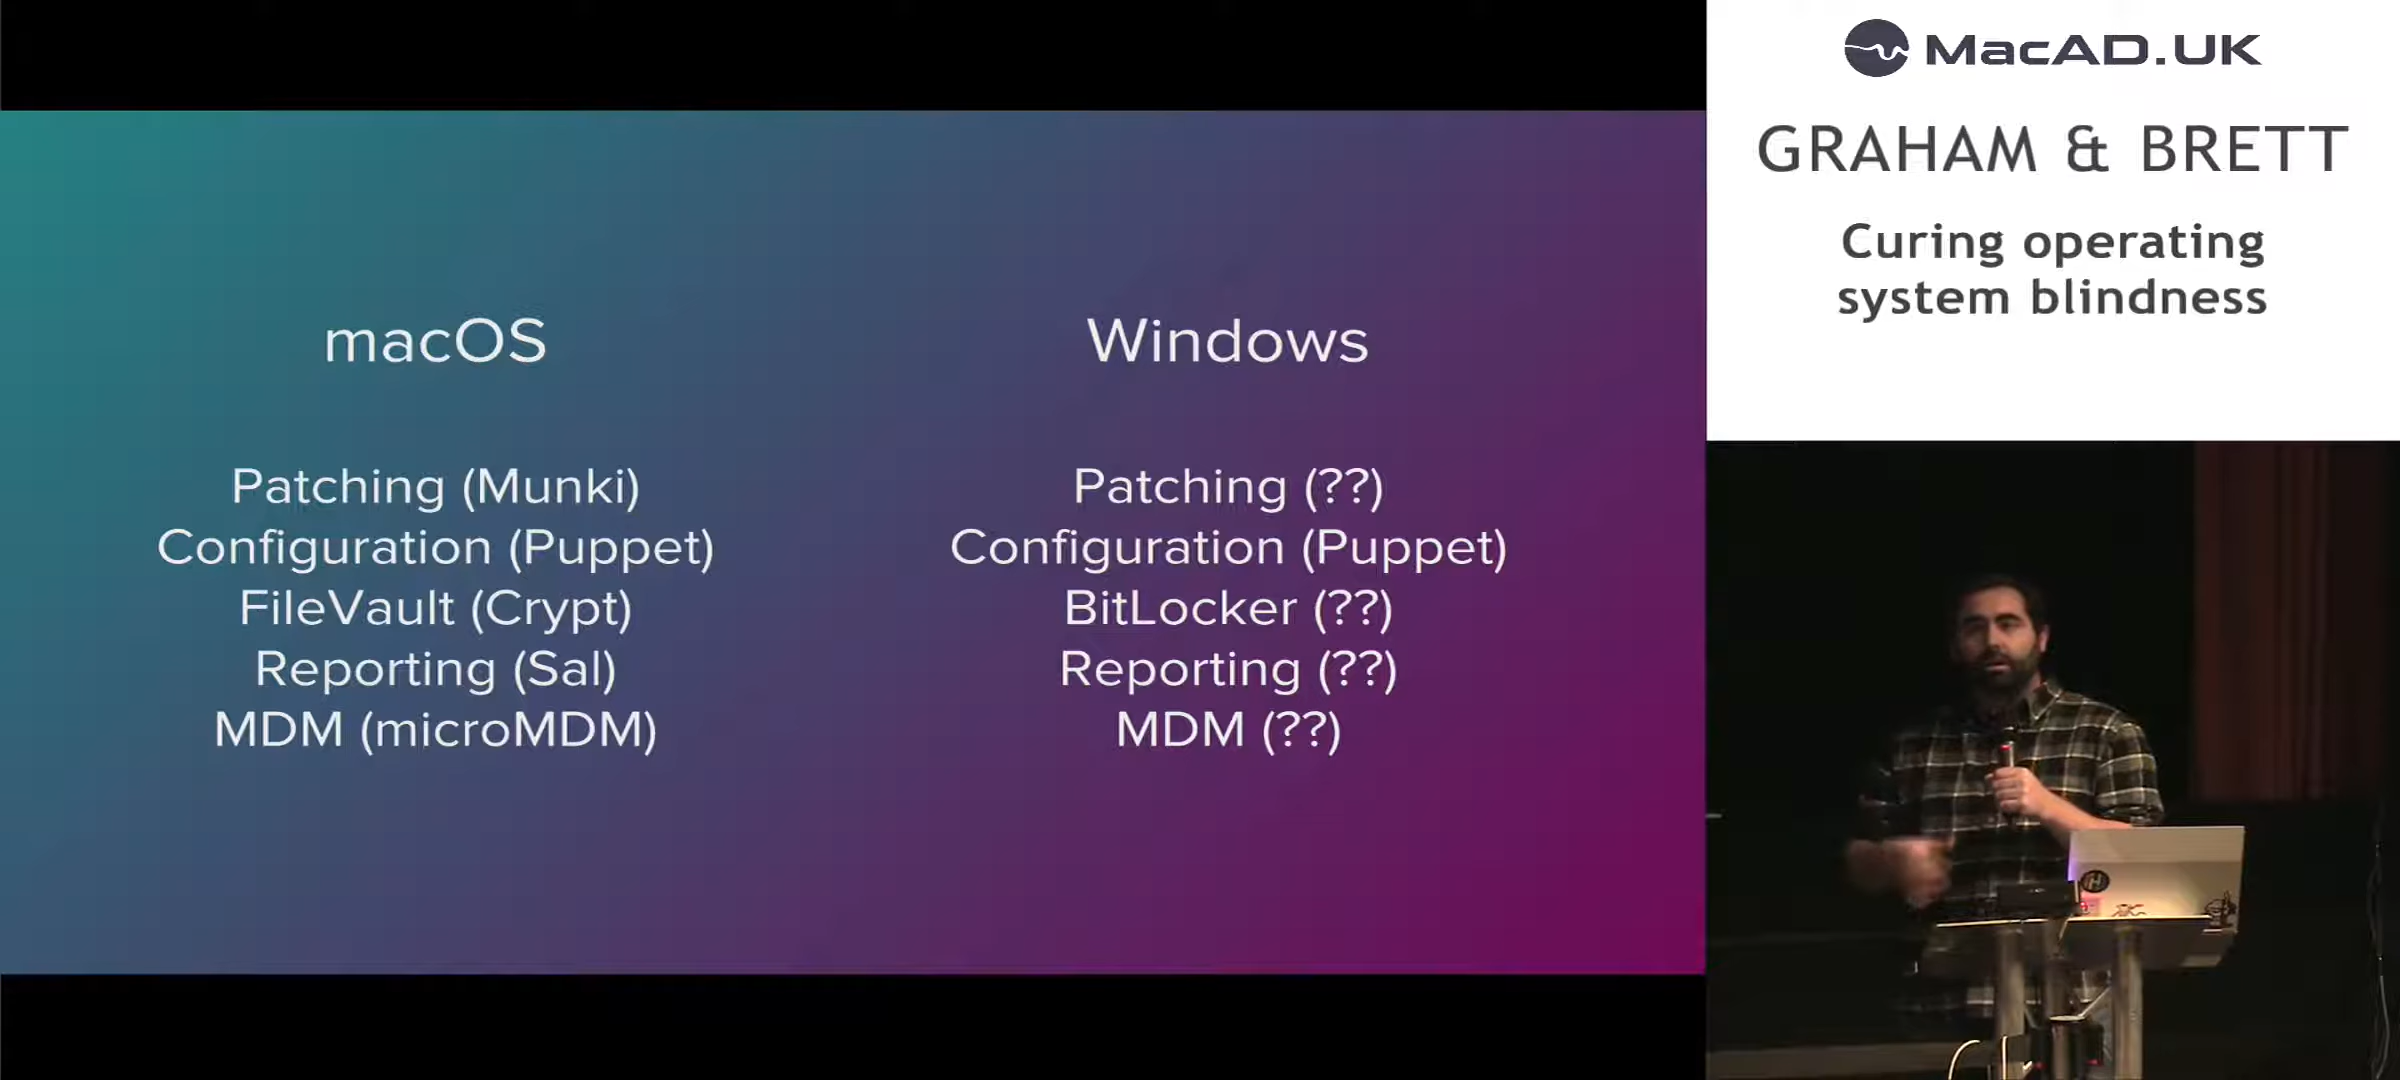 macOS
Patching (Munki)
Configuration (Puppet)
FileVault (Crypt)
Reporting (Sal)
MDM (microMDM)
Windows
Patching (??)
Configuration (Puppet)
BitLocker (??)
Reporting (??)
MDM (??)
MacAD.UK
GRAHAM & BRETT
Curing operating
system blindness